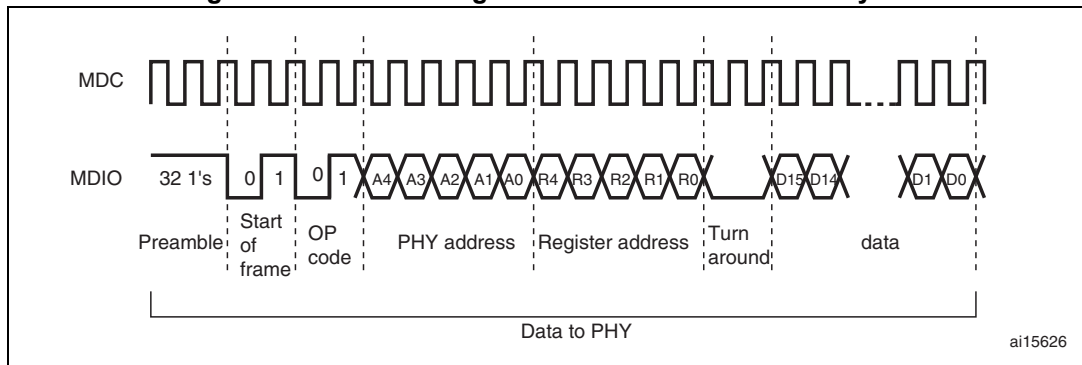 MDC
MDIO
32 1's 0 1 0 1 A4 A3 A2 A1 A0 R4 R3 R2 R1 R0 D15 D14 D1 D0
Preamble
Start
of
frame
OP
code
PHY address
Register address
Turn
around
data
Data to PHY
ai15626